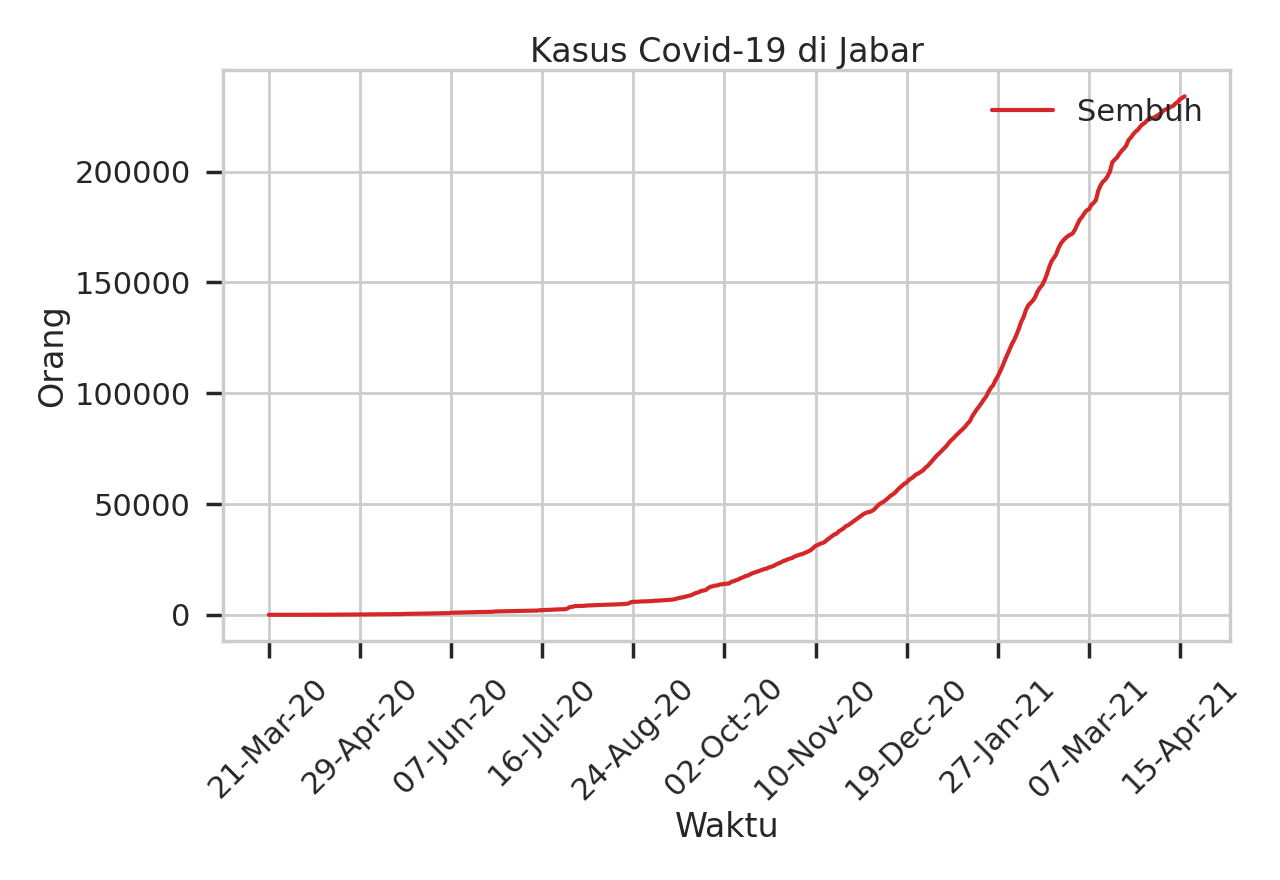 Kasus Covid-19 di Jabar
Sembuh
Orang
200000
150000
100000
50000
0
21-Mar-20
29-Apr-20
07-Jun-20
16-Jul-20
24-Aug-20
02-Oct-20
10-Nov-20
19-Dec-20
27-Jan-21
07-Mar-21
15-Apr-21
Waktu